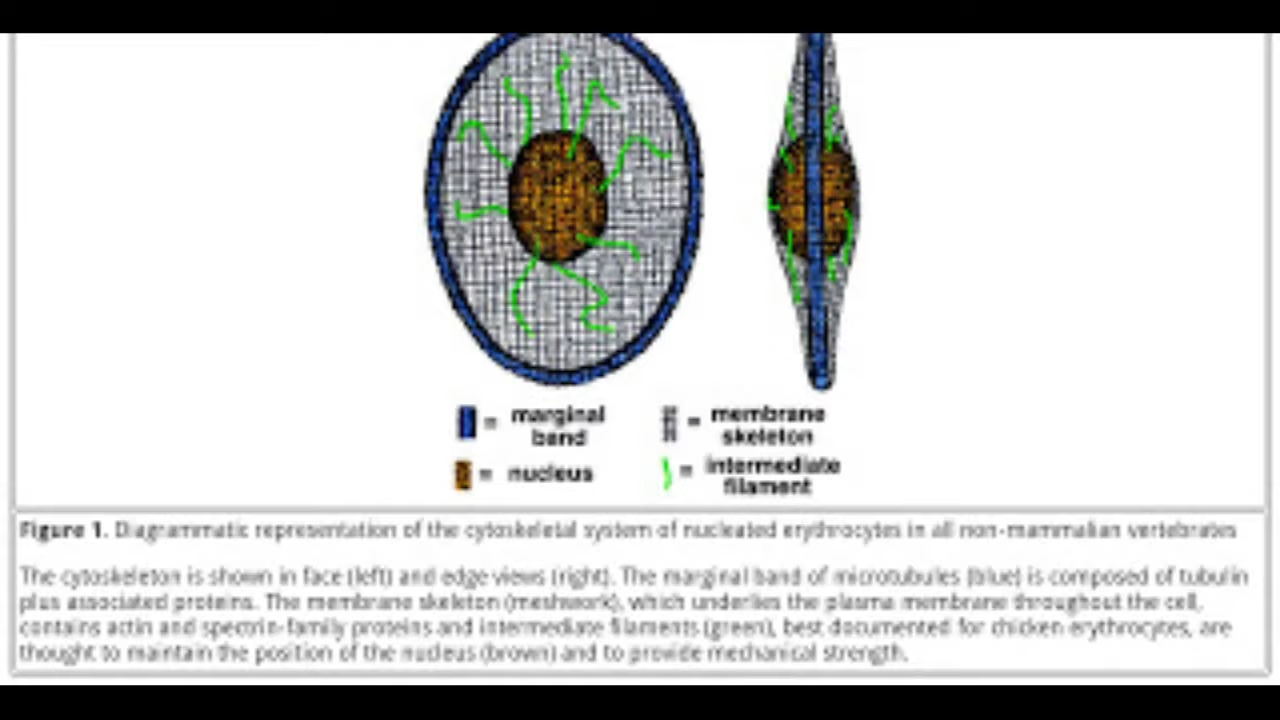 = marginal band
= membrane skeleton
= nucleus
= intermediate filament
Figure 1. Diagrammatic representation of the cytoskeletal system of nucleated erythrocytes in all non-mammalian vertebrates
The cytoskeleton is shown in face (left) and edge views (right). The marginal band of microtubules (blue) is composed of tubulin
plus associated proteins. The membrane skeleton (meshwork), which underlies the plasma membrane throughout the cell,
contains actin and spectrin-family proteins and intermediate filaments (green), best documented for chicken erythrocytes, are
thought to maintain the position of the nucleus (brown) and to provide mechanical strength.